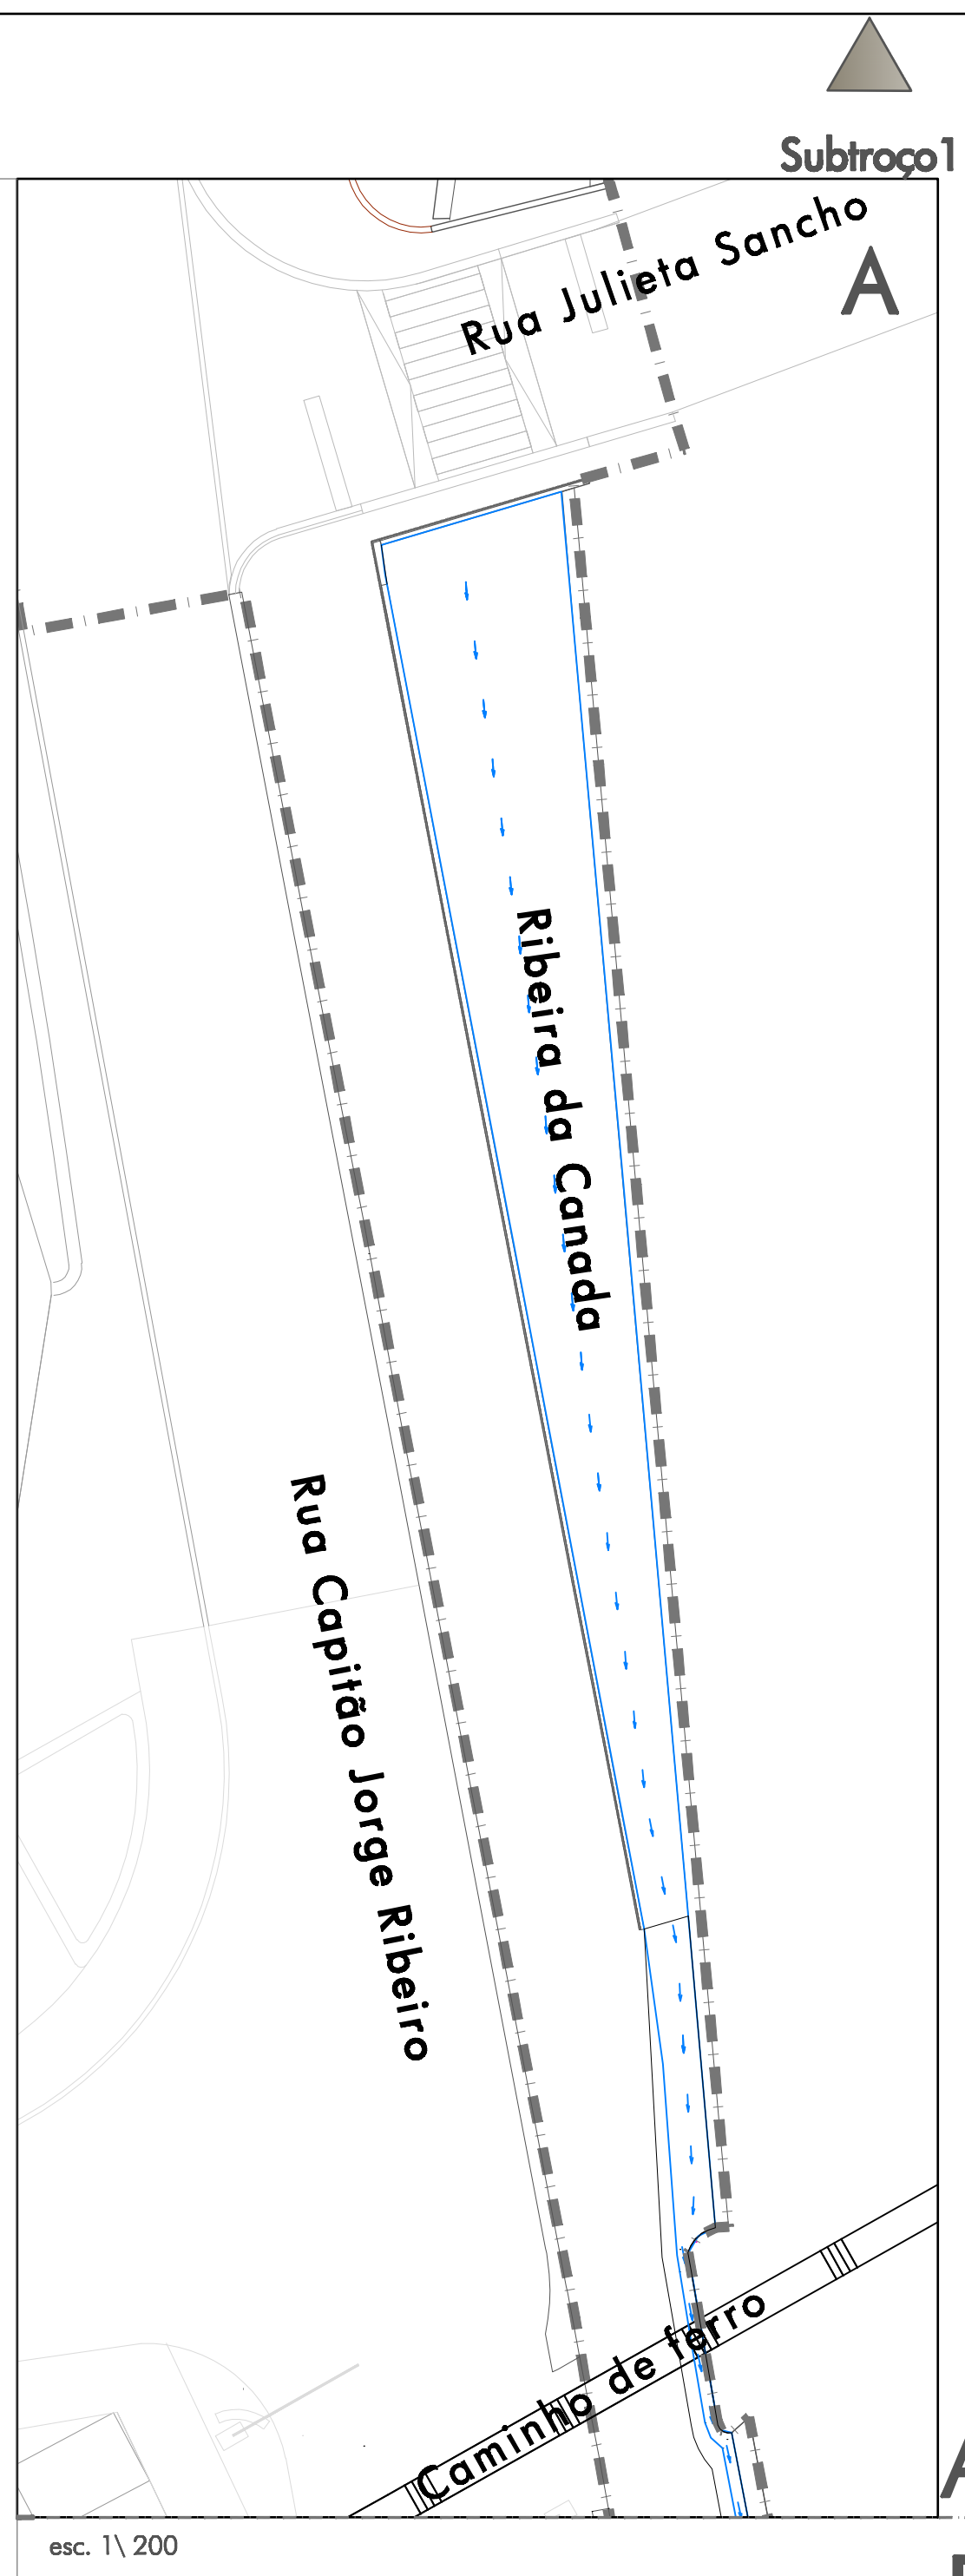 Subtroço1
Rua Julieta Sancho
A
Ribeira da Canada
Rua Capitão Jorge Ribeiro
Caminho de ferro
esc. 1\ 200